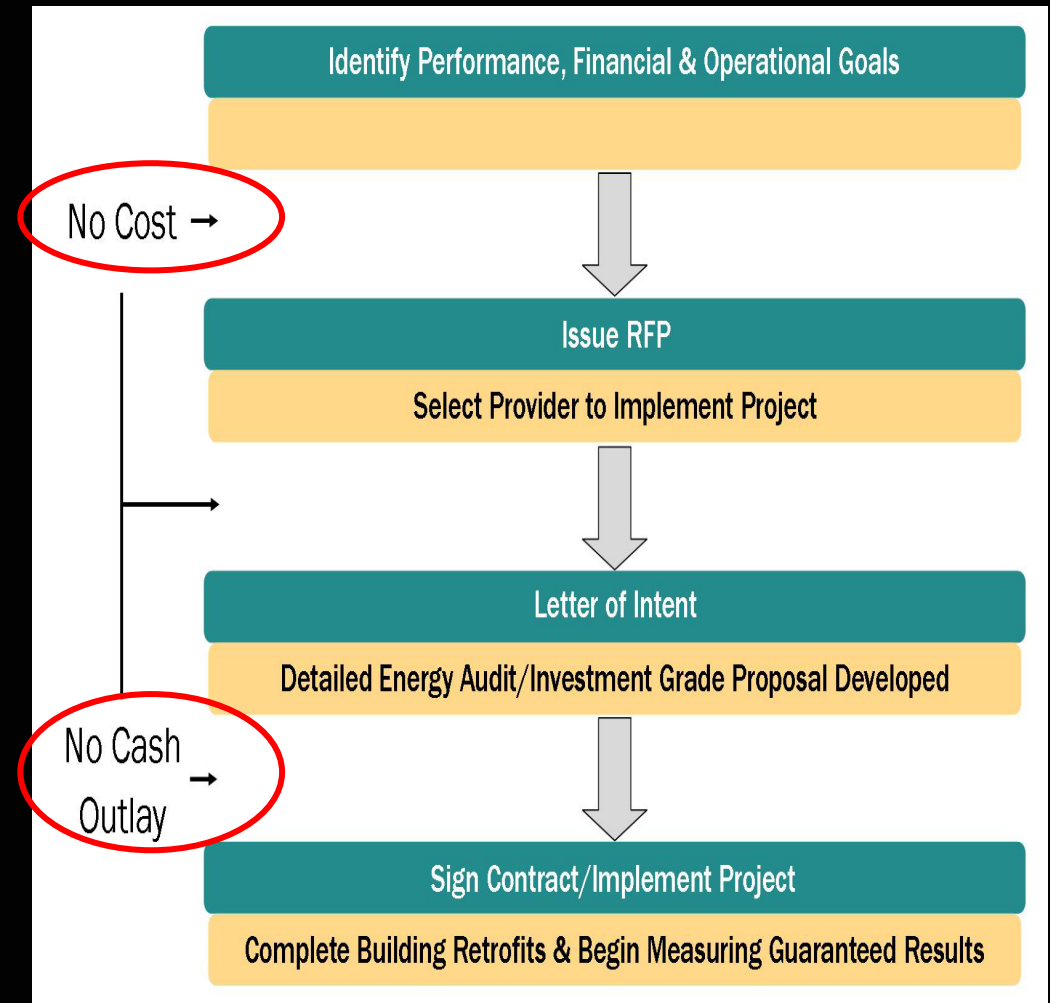 Identify Performance, Financial & Operational Goals
No Cost →
Issue RFP
Select Provider to Implement Project
Letter of Intent
Detailed Energy Audit/Investment Grade Proposal Developed
No Cash →
Outlay
Sign Contract/Implement Project
Complete Building Retrofits & Begin Measuring Guaranteed Results